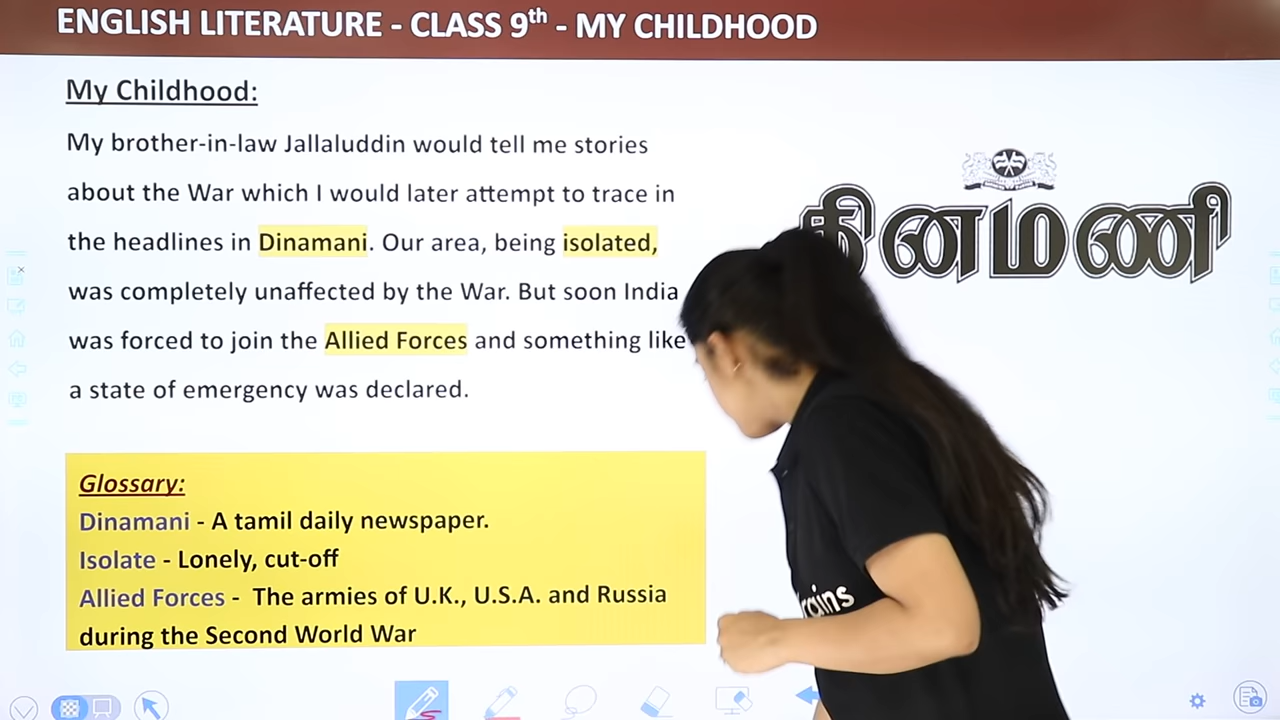 ENGLISH LITERATURE - CLASS 9th - MY CHILDHOOD
My Childhood:
My brother-in-law Jallaluddin would tell me stories
about the War which I would later attempt to trace in
the headlines in Dinamani. Our area, being isolated,
was completely unaffected by the War. But soon India
was forced to join the Allied Forces and something like
a state of emergency was declared.
தினமணி
Glossary:
Dinamani - A tamil daily newspaper.
Isolate - Lonely, cut-off
Allied Forces - The armies of U.K., U.S.A. and Russia
during the Second World War